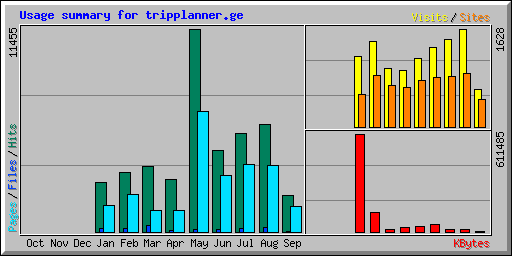 Usage summary for tripplanner.ge
Visits/Sites
11455
1628
Pages/Files/Hits
611485
Oct Nov Dec Jan Feb Mar Apr May Jun Jul Aug Sep
KBytes